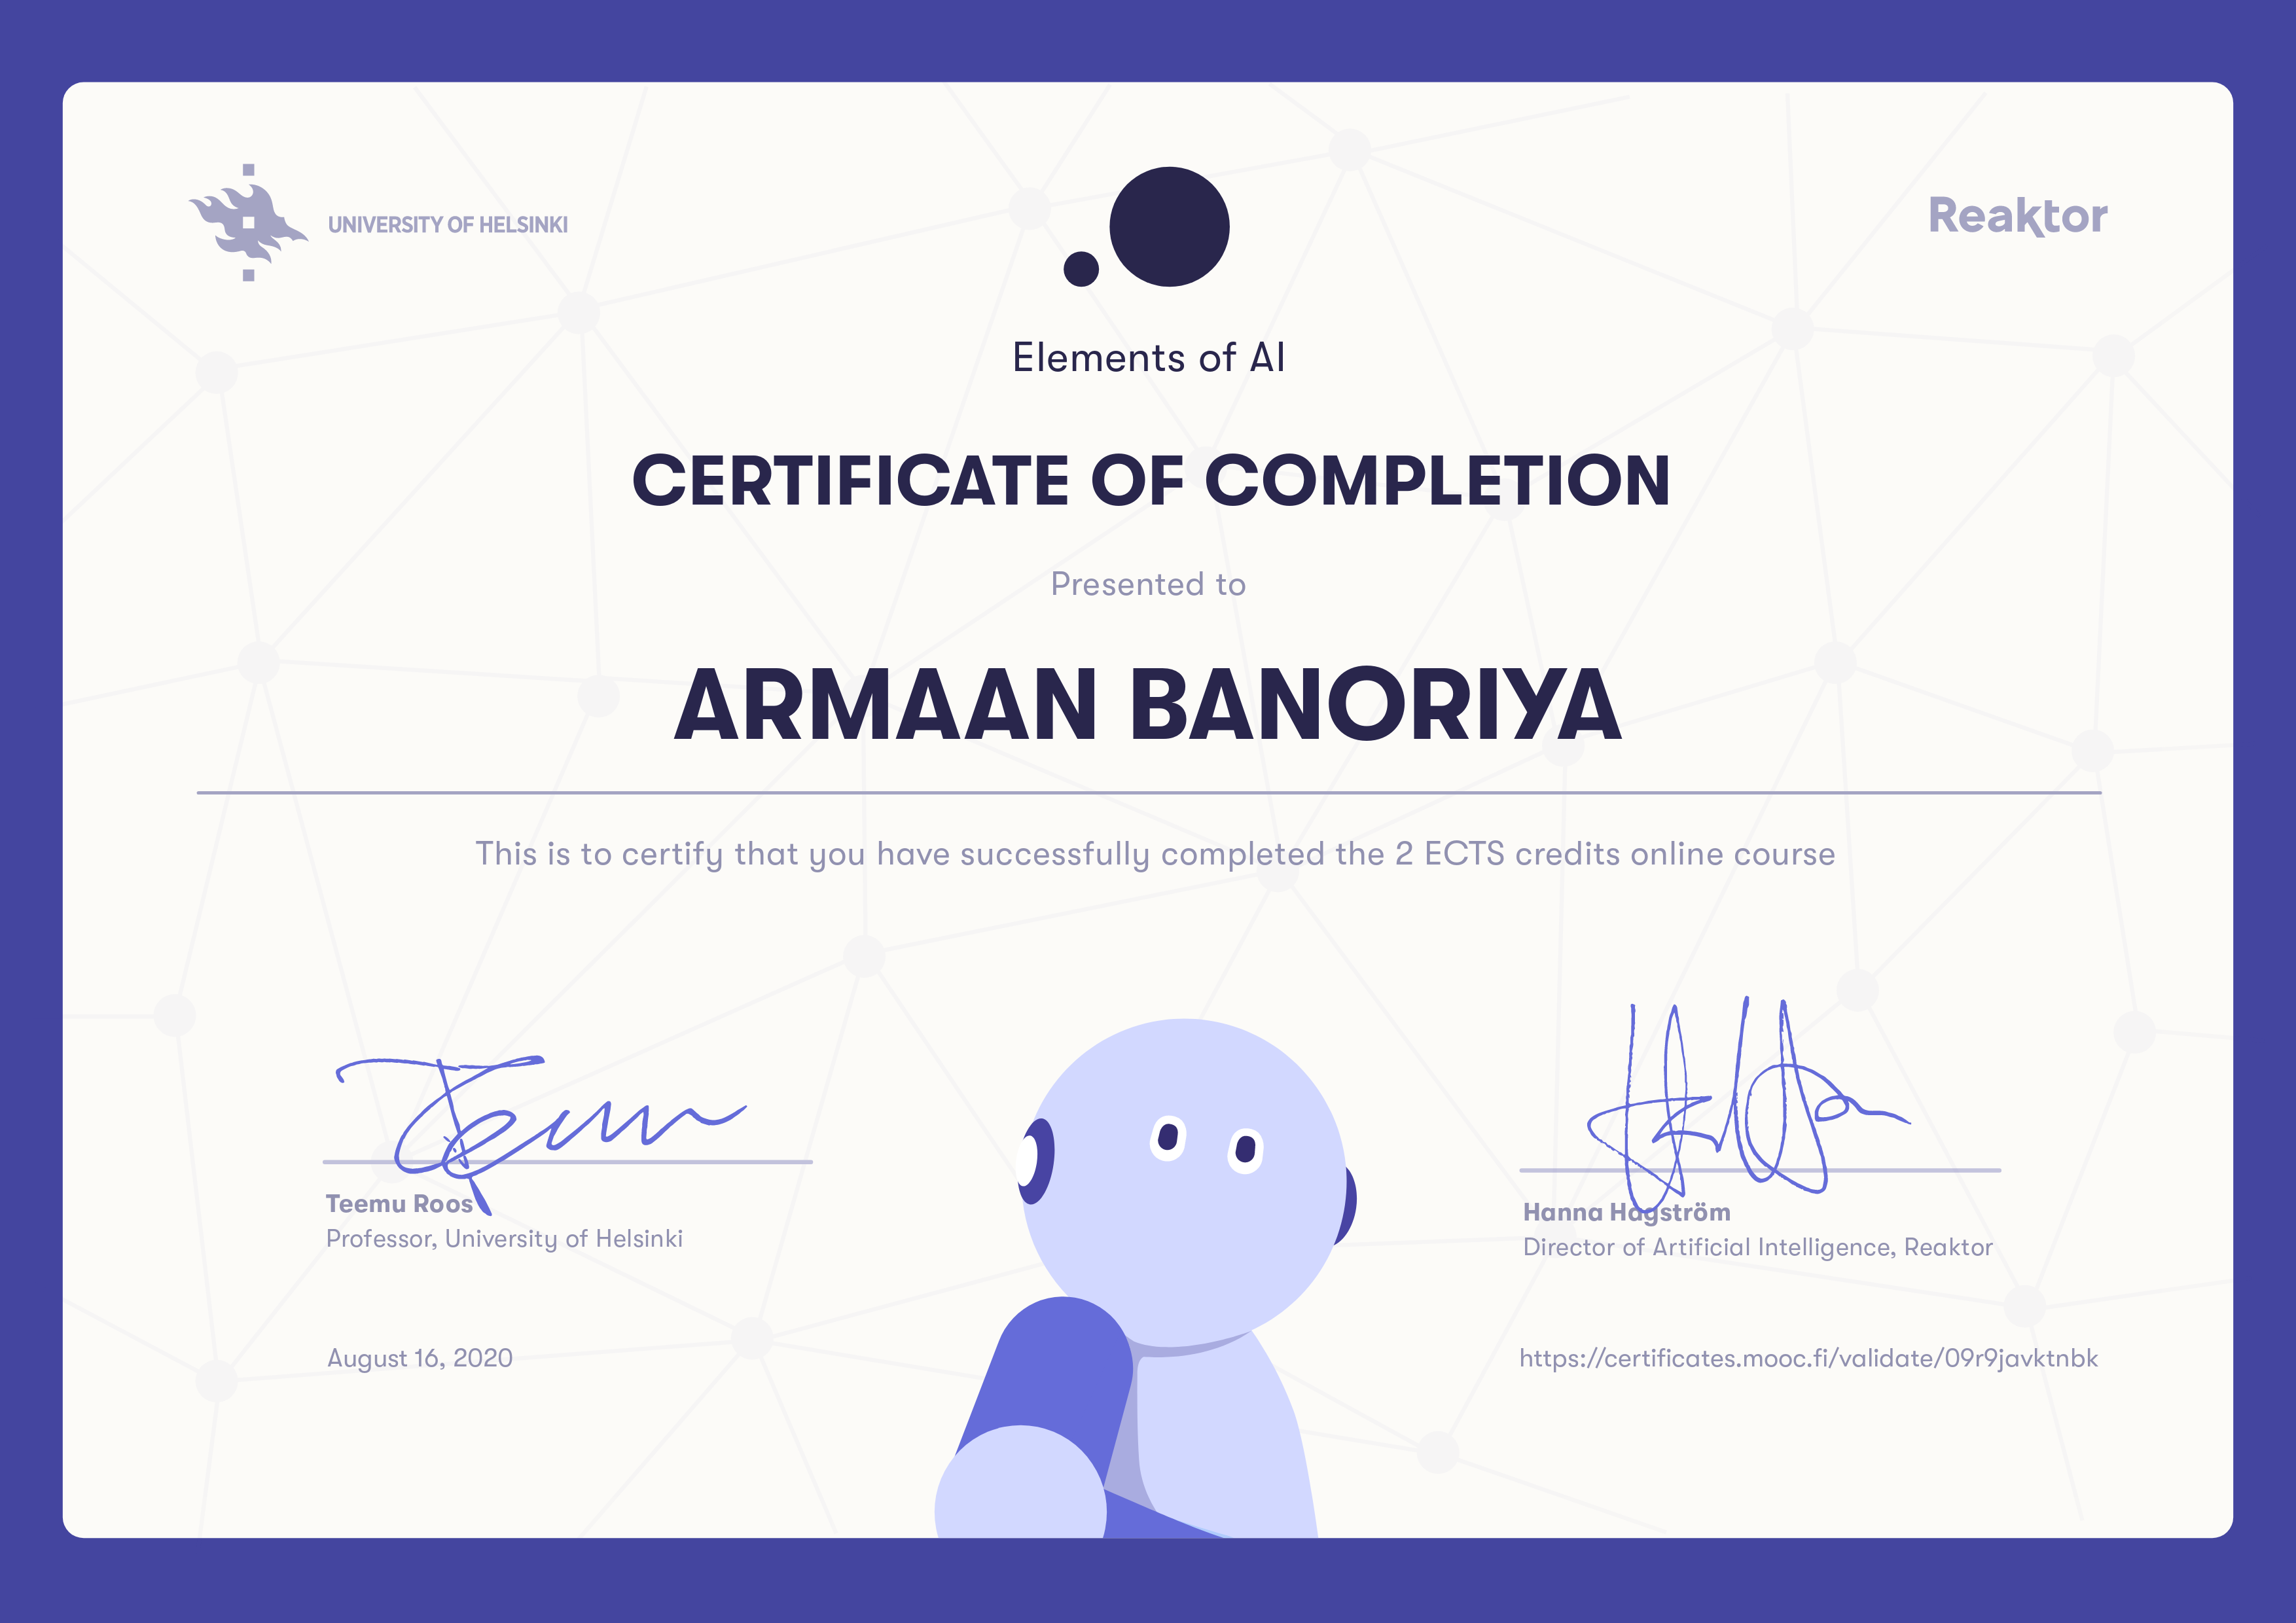 UNIVERSITY OF HELSINKI
Reaktor
Elements of AI
CERTIFICATE OF COMPLETION
Presented to
ARMAAN BANORIYA
This is to certify that you have successfully completed the 2 ECTS credits online course
Teemu Roos
Professor, University of Helsinki
Hanna Hagström
Director of Artificial Intelligence, Reaktor
August 16, 2020
https://certificates.mooc.fi/validate/09r9javktnbk